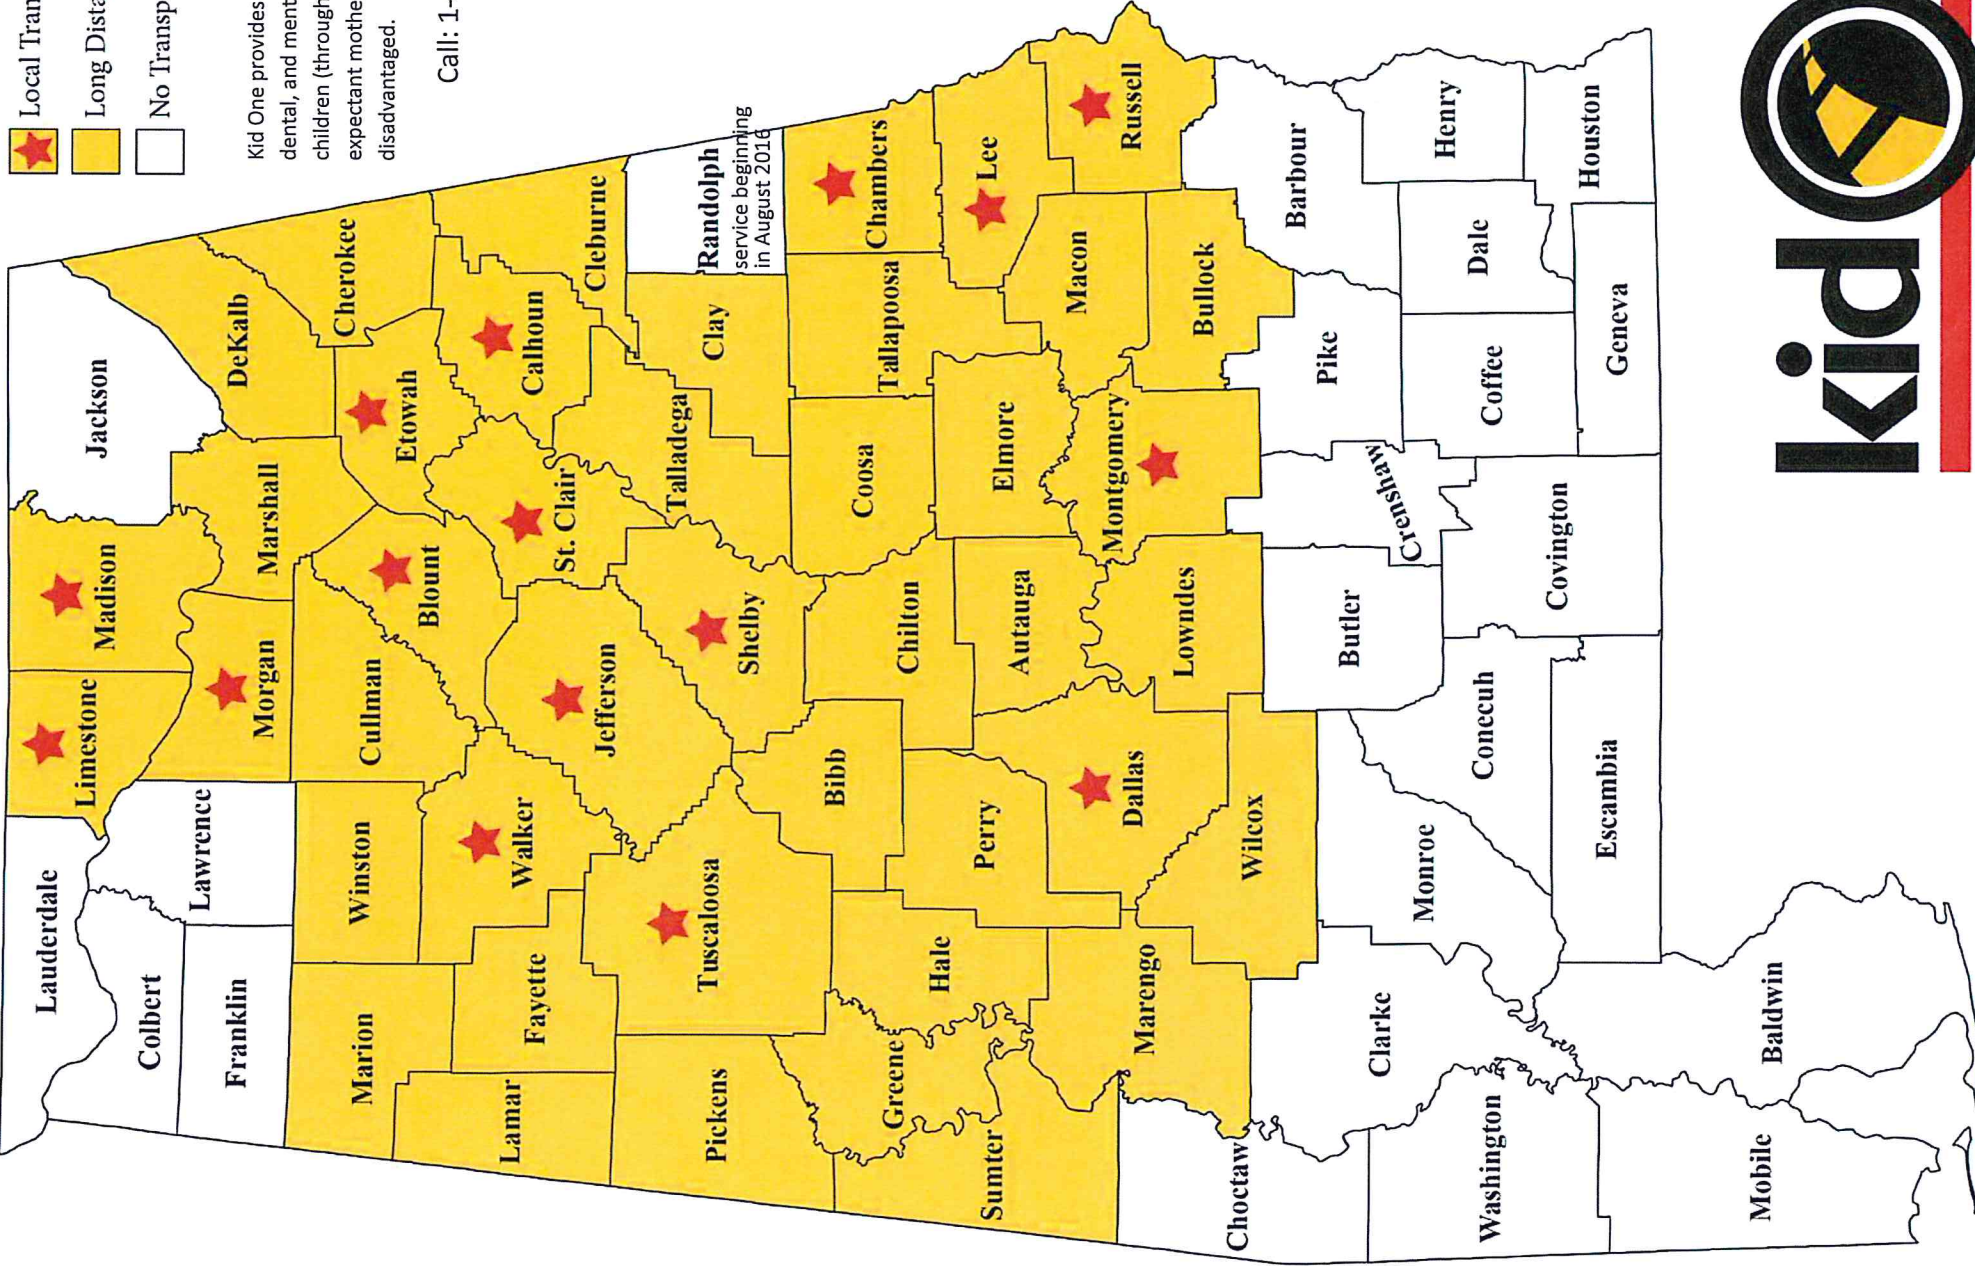 Local Tran
Long Dista
No Transp
Kid One provides
dental, and ment
children (through
expectant mothe
disadvantaged.
Call: 1-
Lauderdale
Limestone
Madison
Jackson
Colbert
Lawrence
Morgan
Marshall
DeKalb
Franklin
Marion
Winston
Cullman
Blount
Etowah
Cherokee
Lamar
Fayette
Walker
Jefferson
St. Clair
Calhoun
Cleburne
Pickens
Tuscaloosa
Shelby
Talladega
Clay
Randolph
service beginning
in August 2016
Greene
Hale
Bibb
Chilton
Coosa
Tallapoosa
Chambers
Sumter
Perry
Autauga
Elmore
Lee
Marengo
Dallas
Lowndes
Montgomery
Macon
Russell
Choctaw
Wilcox
Butler
Crenshaw
Pike
Bullock
Barbour
Clarke
Monroe
Conecuh
Covington
Coffee
Dale
Henry
Washington
Escambia
Geneva
Houston
Mobile
Baldwin
kid